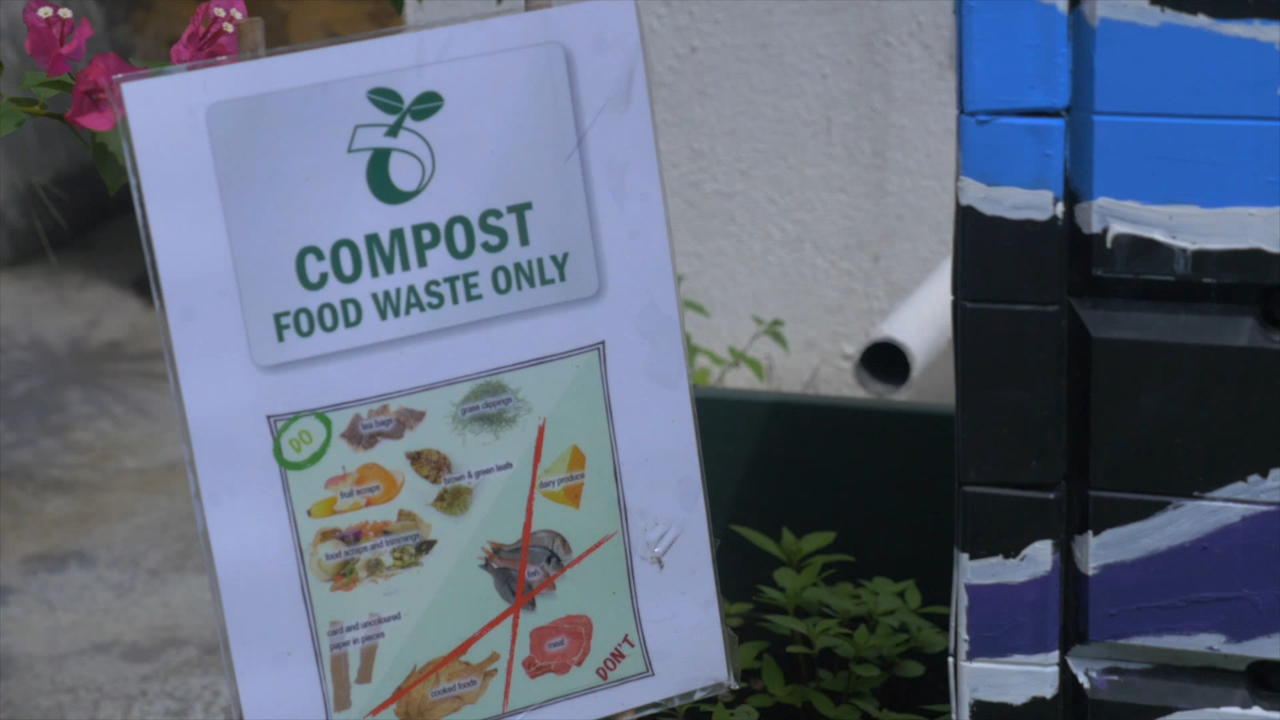 COMPOST
FOOD WASTE ONLY
DO
tea bags
grass clippings
fruit scraps
brown & green leafs
dairy produce
food scraps and trimmings
fish
card and uncoloured
paper in pieces
meat
cooked foods
DON'T